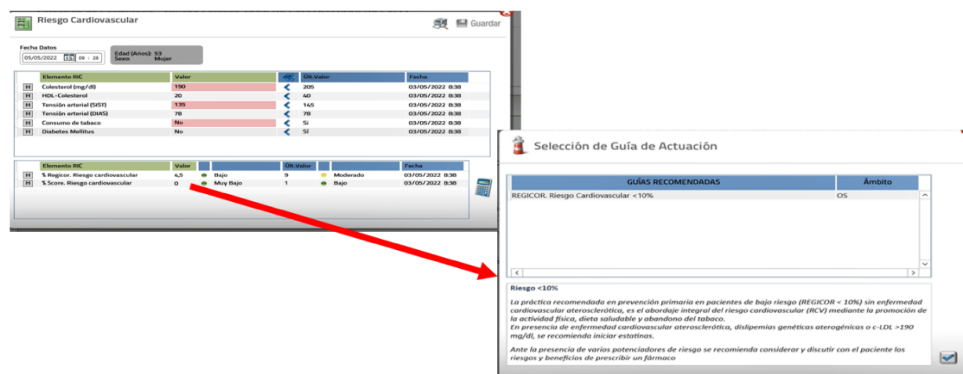 Riesgo Cardiovascular
Guardar
Fecha Datos
05/05/2022 09 : 28
Edad (Años): 53
Sexo Mujer
Elemento HC Valor Últ.Valor Fecha
H Colesterol (mg/dl) 190 205 03/05/2022 8:38
H HDL-Colesterol 20 40 03/05/2022 8:38
H Tensión arterial (SIST) 135 145 03/05/2022 8:38
H Tensión arterial (DIAS) 78 78 03/05/2022 8:38
H Consumo de tabaco No Si 03/05/2022 8:38
H Diabetes Mellitus No Sí 03/05/2022 8:38
Elemento HC Valor Últ.Valor Fecha
H % Regicor. Riesgo cardiovascular 4,5 Bajo 9 Moderado 03/05/2022 8:38
H % Score. Riesgo cardiovascular 0 Muy Bajo 1 Bajo 03/05/2022 8:38
Selección de Guía de Actuación
GUÍAS RECOMENDADAS Ámbito
REGICOR. Riesgo Cardiovascular <10% OS
Riesgo <10%
La práctica recomendada en prevención primaria en pacientes de bajo riesgo (REGICOR < 10%) sin enfermedad
cardiovascular aterosclerótica, es el abordaje integral del riesgo cardiovascular (RCV) mediante la promoción de
la actividad física, dieta saludable y abandono del tabaco.
En presencia de enfermedad cardiovascular aterosclerótica, dislipemias genéticas aterogénicas o c-LDL >190
mg/dl, se recomienda iniciar estatinas.
Ante la presencia de varios potenciadores de riesgo se recomienda considerar y discutir con el paciente los
riesgos y beneficios de prescribir un fármaco